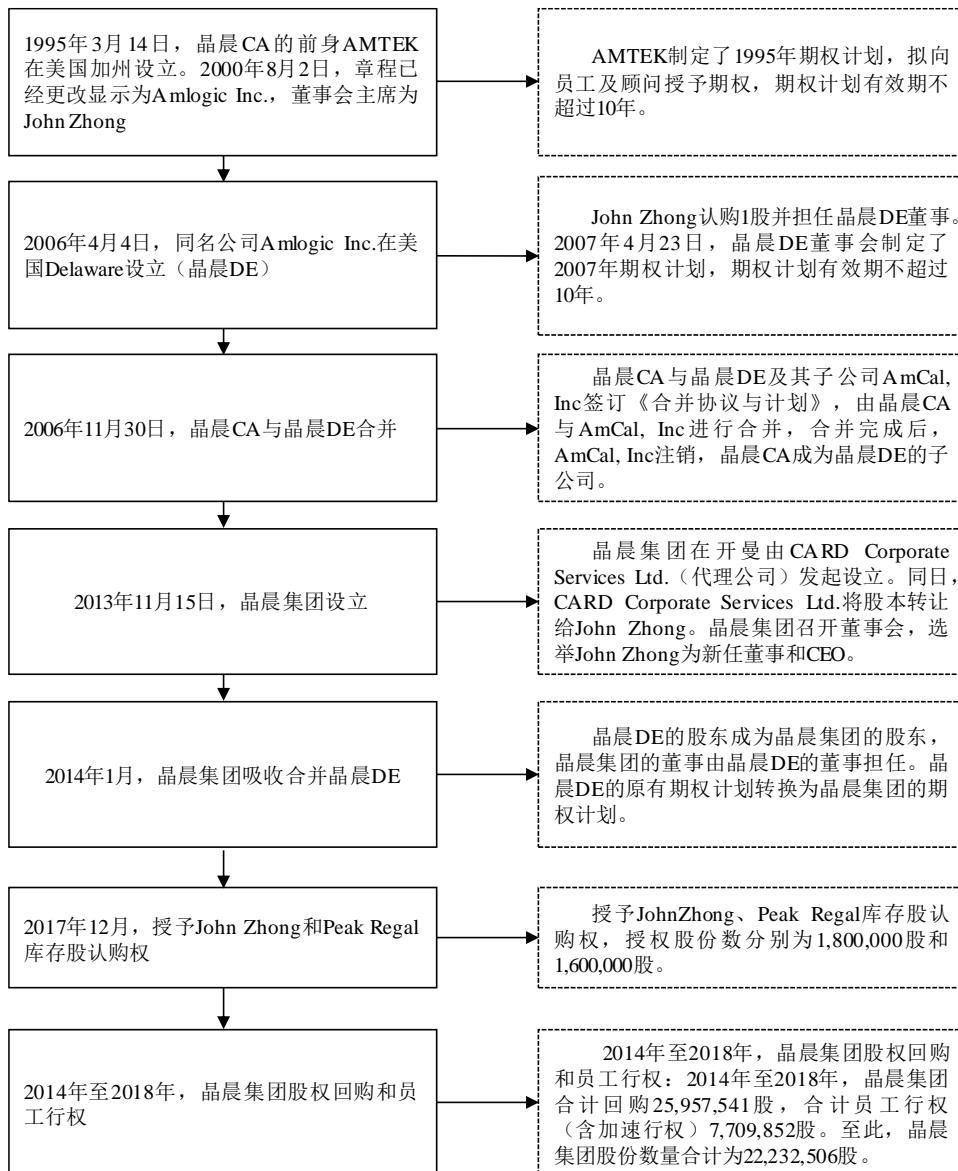 1995年3月14日，晶晨CA的前身AMTEK
在美国加州设立。2000年8月2日，章程已
经更改显示为Amlogic Inc.，董事会主席为
John Zhong
AMTEK制定了1995年期权计划，拟向
员工及顾问授予期权，期权计划有效期不
超过10年。
2006年4月4日，同名公司Amlogic Inc.在美
国Delaware设立（晶晨DE）
John Zhong认购1股并担任晶晨DE董事。
2007年4月23日，晶晨DE董事会制定了
2007年期权计划，期权计划有效期不超过
10年。
2006年11月30日，晶晨CA与晶晨DE合并
晶晨CA与晶晨DE及其子公司AmCal,
Inc签订《合并协议与计划》，由晶晨CA
与AmCal, Inc进行合并，合并完成后，
AmCal, Inc注销，晶晨CA成为晶晨DE的子
公司。
2013年11月15日，晶晨集团设立
晶晨集团在开曼由CARD Corporate
Services Ltd.（代理公司）发起设立。同日，
CARD Corporate Services Ltd.将股本转让
给John Zhong。晶晨集团召开董事会，选
举John Zhong为新任董事和CEO。
2014年1月，晶晨集团吸收合并晶晨DE
晶晨DE的股东成为晶晨集团的股东，
晶晨集团的董事由晶晨DE的董事担任。晶
晨DE的原有期权计划转换为晶晨集团的期
权计划。
2017年12月，授予John Zhong和Peak Regal
库存股认购权
授予JohnZhong、Peak Regal库存股认
购权，授权股份数分别为1,800,000股和
1,600,000股。
2014年至2018年，晶晨集团股权回购和员
工行权
2014年至2018年，晶晨集团股权回购
和员工行权：2014年至2018年，晶晨集团
合计回购25,957,541股，合计员工行权
（含加速行权）7,709,852股。至此，晶晨
集团股份数量合计为22,232,506股。